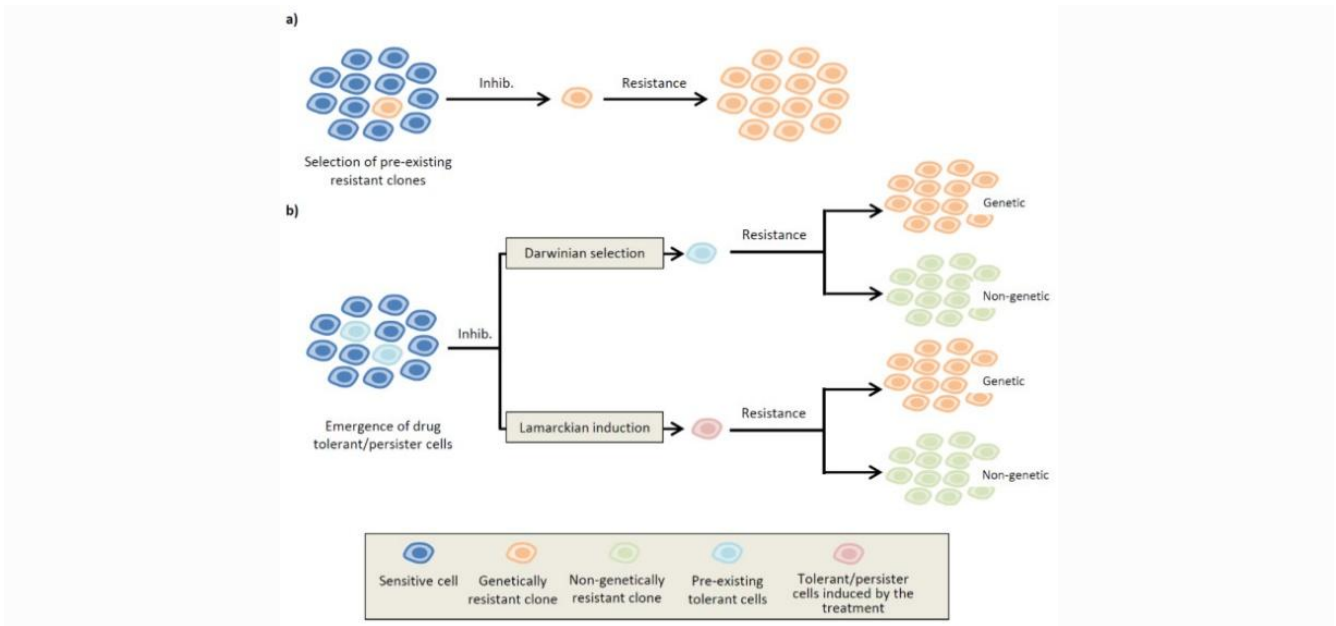 a)
Inhib.
Resistance
Selection of pre-existing
resistant clones
b)
Genetic
Darwinian selection
Resistance
Non-genetic
Inhib.
Genetic
Lamarckian induction
Resistance
Emergence of drug
tolerant/persister cells
Non-genetic
Sensitive cell
Genetically
resistant clone
Non-genetically
resistant clone
Pre-existing
tolerant cells
Tolerant/persister
cells induced by the
treatment